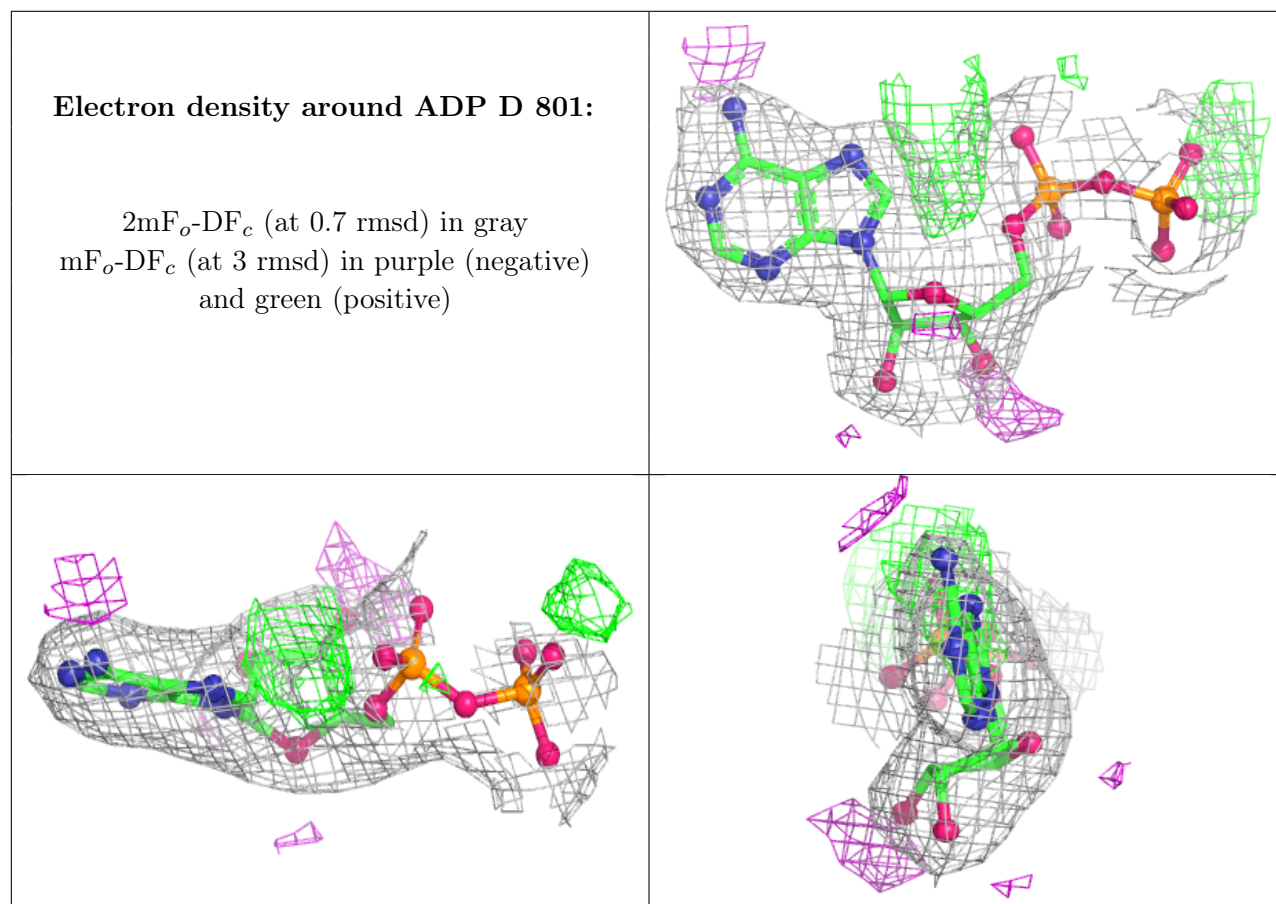 Electron density around ADP D 801:
2mFo-DFc (at 0.7 rmsd) in gray
mFo-DFc (at 3 rmsd) in purple (negative)
and green (positive)